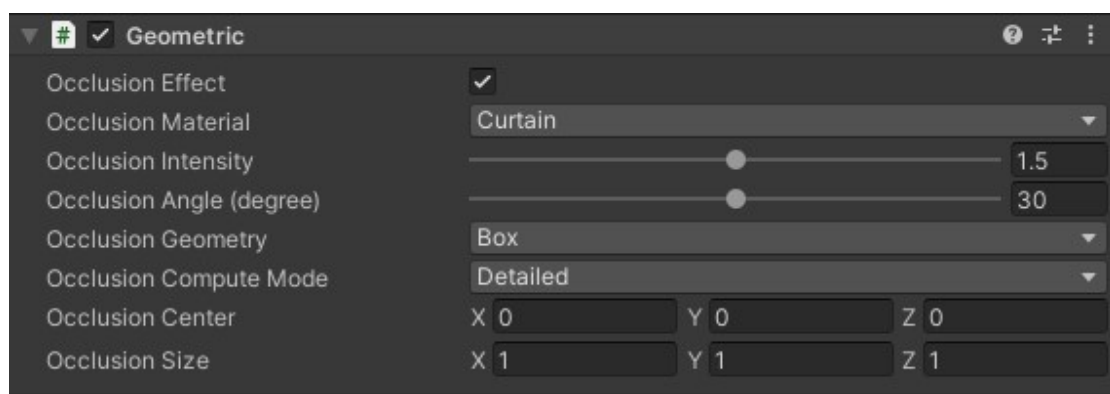 # Geometric
Occlusion Effect
Occlusion Material Curtain
Occlusion Intensity 1.5
Occlusion Angle (degree) 30
Occlusion Geometry Box
Occlusion Compute Mode Detailed
Occlusion Center X 0 Y 0 Z 0
Occlusion Size X 1 Y 1 Z 1